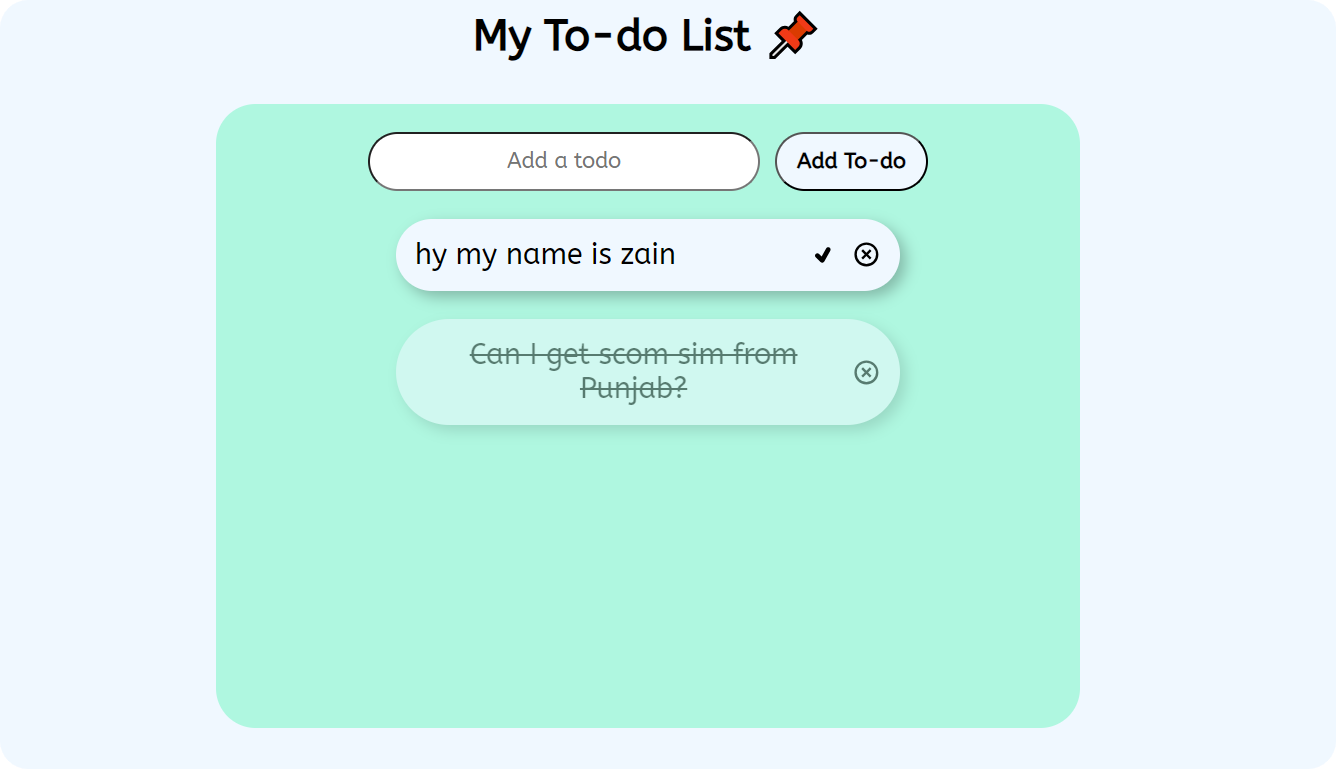 My To-do List 📌
Add a todo
Add To-do
hy my name is zain
Can I get scom sim from
Punjab?